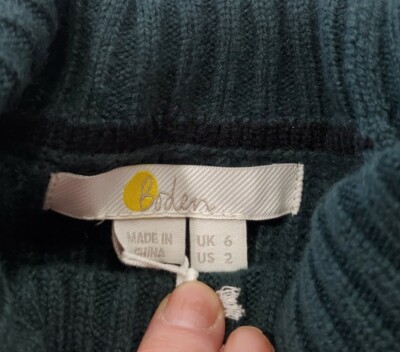 Boden
MADE IN
CHINA
UK 6
US 2